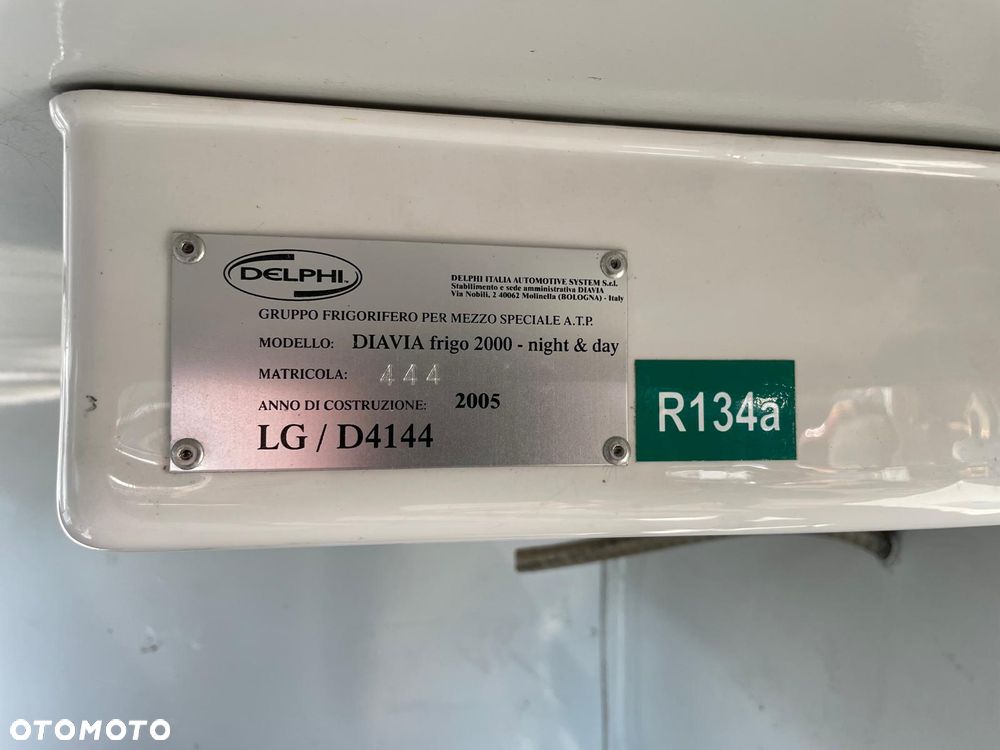 DELPHI
DELPHI ITALIA AUTOMOTIVE SYSTEM S.r.l.
Stabilimento e sede amministrativa DIAVIA
Via Nobili, 2 40062 Molinella (BOLOGNA) - Italy
GRUPPO FRIGORIFERO PER MEZZO SPECIALE A.T.P.
MODELLO: DIAVIA frigo 2000 - night & day
MATRICOLA: 444
ANNO DI COSTRUZIONE: 2005
LG / D4144
R134a
OTOMOTO